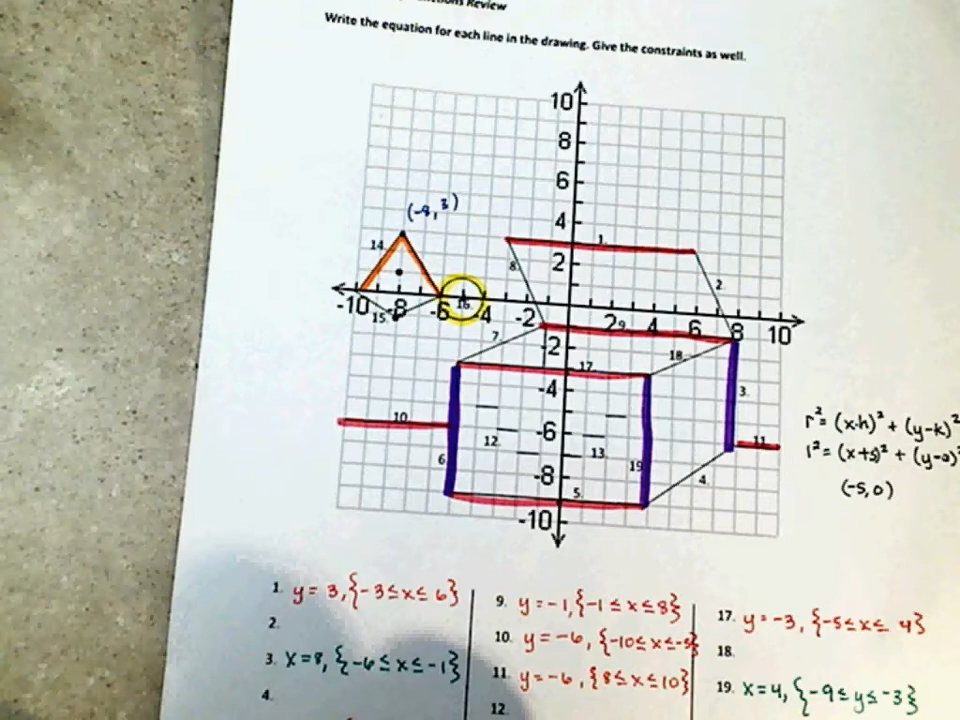 Review
Write the equation for each line in the drawing. Give the constraints as well.
10
8
6
4
2
-10 -8 -6 -4 -2 2 4 6 8 10
-2
-4
-6
-8
-10
(-8, 3)
14.
1.
8.
2.
16.
15.
9.
7.
18.
17.
3.
10.
12.
13.
11.
6.
19.
4.
5.
r² = (x-h)² + (y-k)²
1² = (x+5)² + (y-0)²
(-5, 0)
1. y = 3, {-3 ≤ x ≤ 6}
2.
3. x = 8, {-6 ≤ x ≤ -1}
4.
9. y = -1, {-1 ≤ x ≤ 8}
10. y = -6, {-10 ≤ x ≤ -5}
11. y = -6, {8 ≤ x ≤ 10}
12.
17. y = -3, {-5 ≤ x ≤ 4}
18.
19. x = 4, {-9 ≤ y ≤ -3}